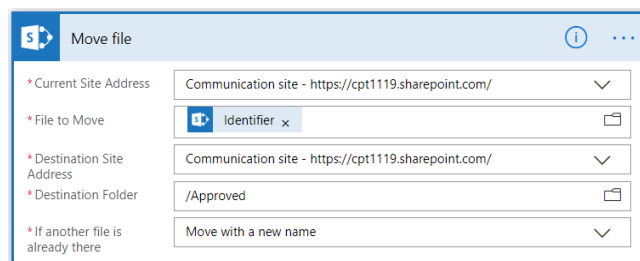 Move file
* Current Site Address
Communication site - https://cpt1119.sharepoint.com/
* File to Move
Identifier ×
* Destination Site
Address
Communication site - https://cpt1119.sharepoint.com/
* Destination Folder
/Approved
* If another file is
already there
Move with a new name